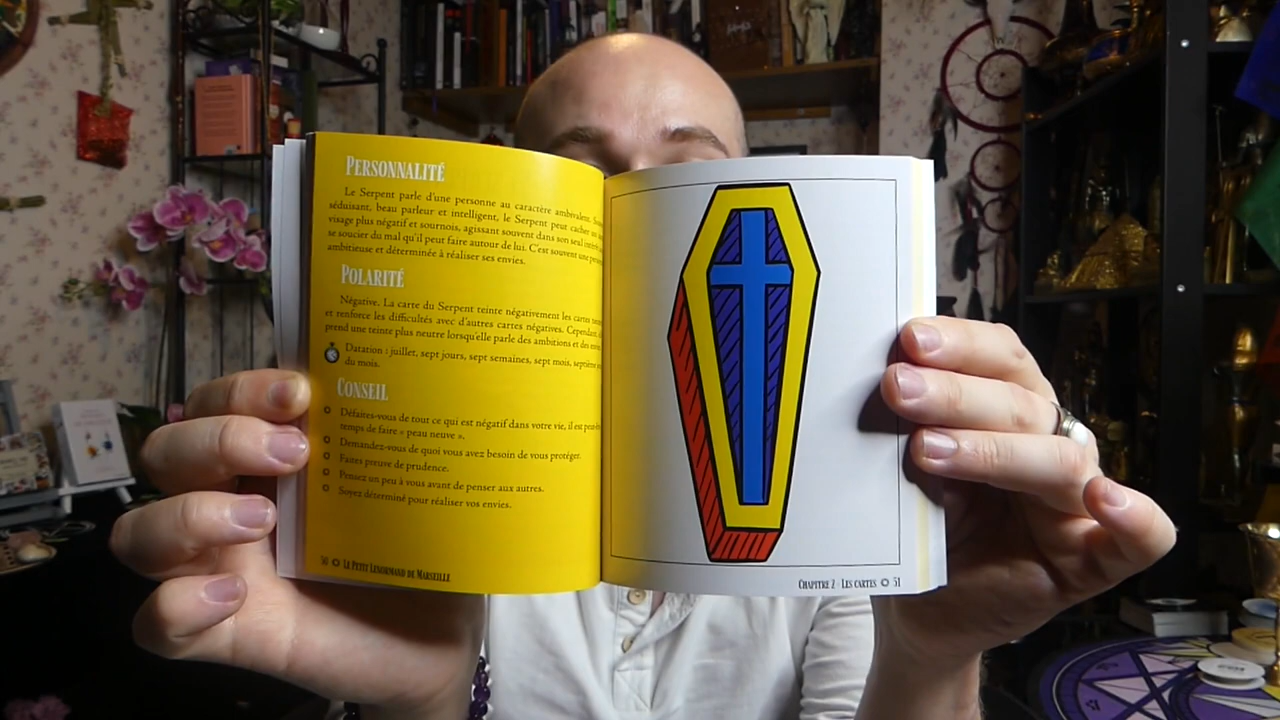 PERSONNALITÉ
Le Serpent parle d'une personne au caractère ambivalent.
séduisant, beau parleur et intelligent, le Serpent peut cacher un
visage plus négatif et sournois, agissant souvent dans son seul
se soucier du mal qu'il peut faire autour de lui. C'est souvent une
ambitieuse et déterminée à réaliser ses envies.
POLARITÉ
Négative. La carte du Serpent teinte négativement les cartes
et renforce les difficultés avec d'autres cartes négatives. Cependant,
prend une teinte plus neutre lorsqu'elle parle des ambitions et des
Datation : juillet, sept jours, sept semaines, sept mois,
du mois.
CONSEIL
Défaites-vous de tout ce qui est négatif dans votre vie, il est
temps de faire « peau neuve ».
Demandez-vous de quoi vous avez besoin de vous protéger.
Faites preuve de prudence.
Pensez un peu à vous avant de penser aux autres.
Soyez déterminé pour réaliser vos envies.
50 LE PETIT LENORMAND DE MARSEILLE
CHAPITRE 2 - LES CARTES 51